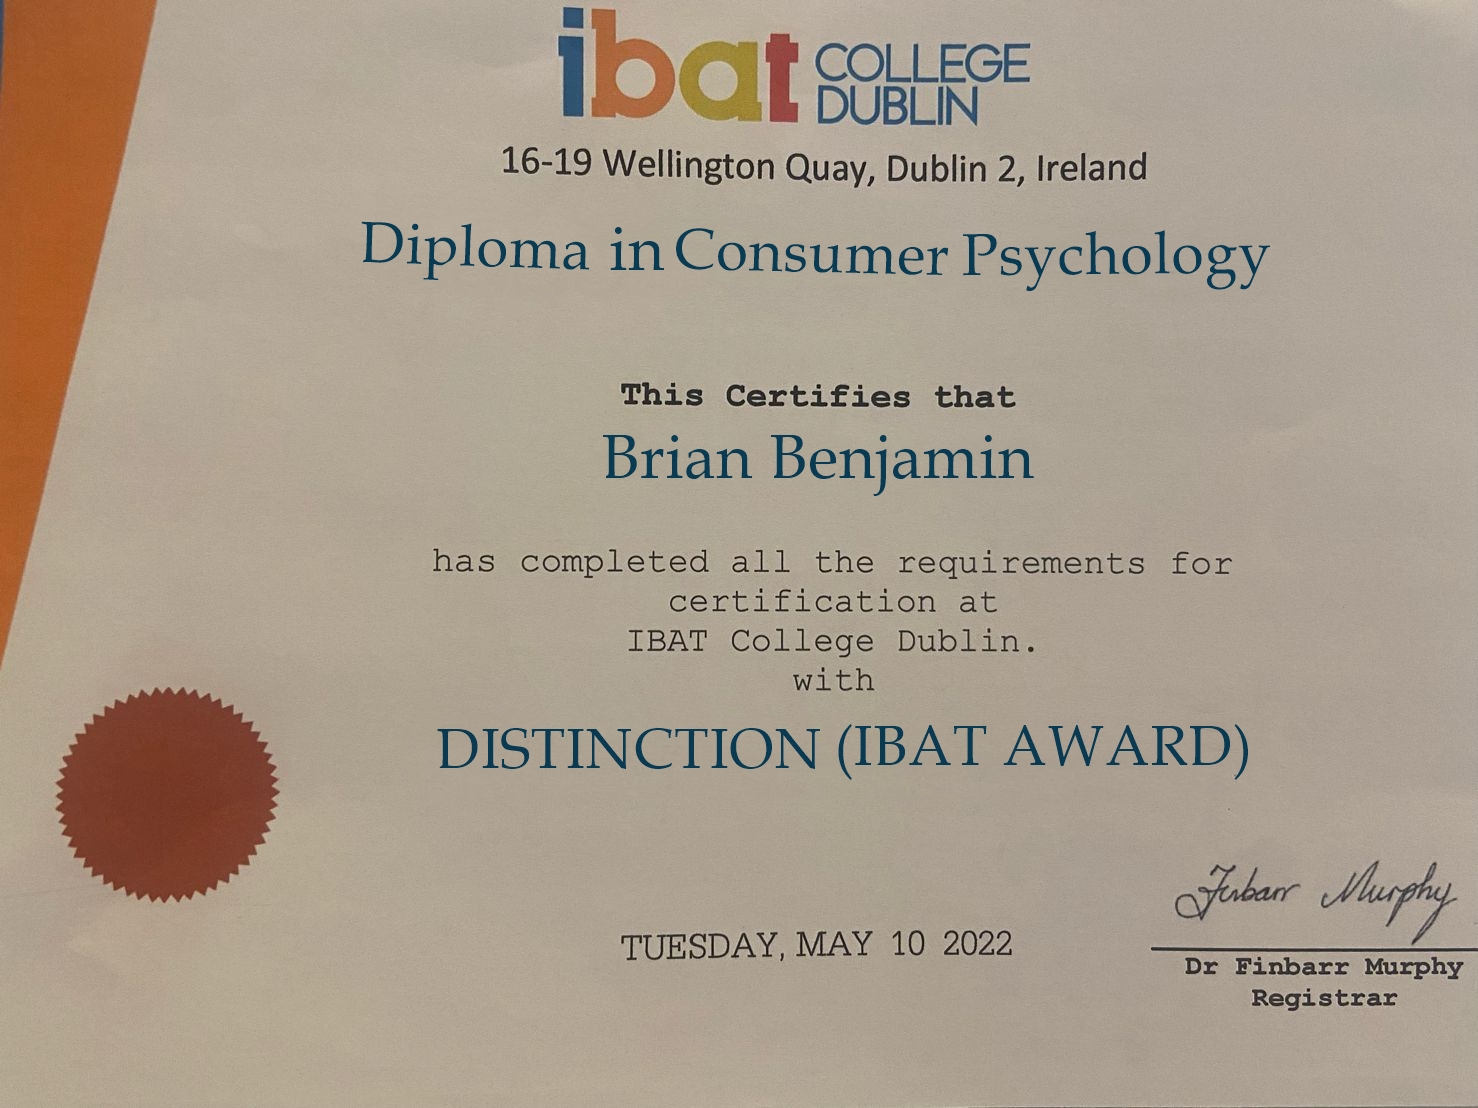 ibat COLLEGE DUBLIN
16-19 Wellington Quay, Dublin 2, Ireland
Diploma in Consumer Psychology
This Certifies that
Brian Benjamin
has completed all the requirements for
certification at
IBAT College Dublin.
with
DISTINCTION (IBAT AWARD)
Finbarr Murphy
TUESDAY, MAY 10 2022
Dr Finbarr Murphy
Registrar